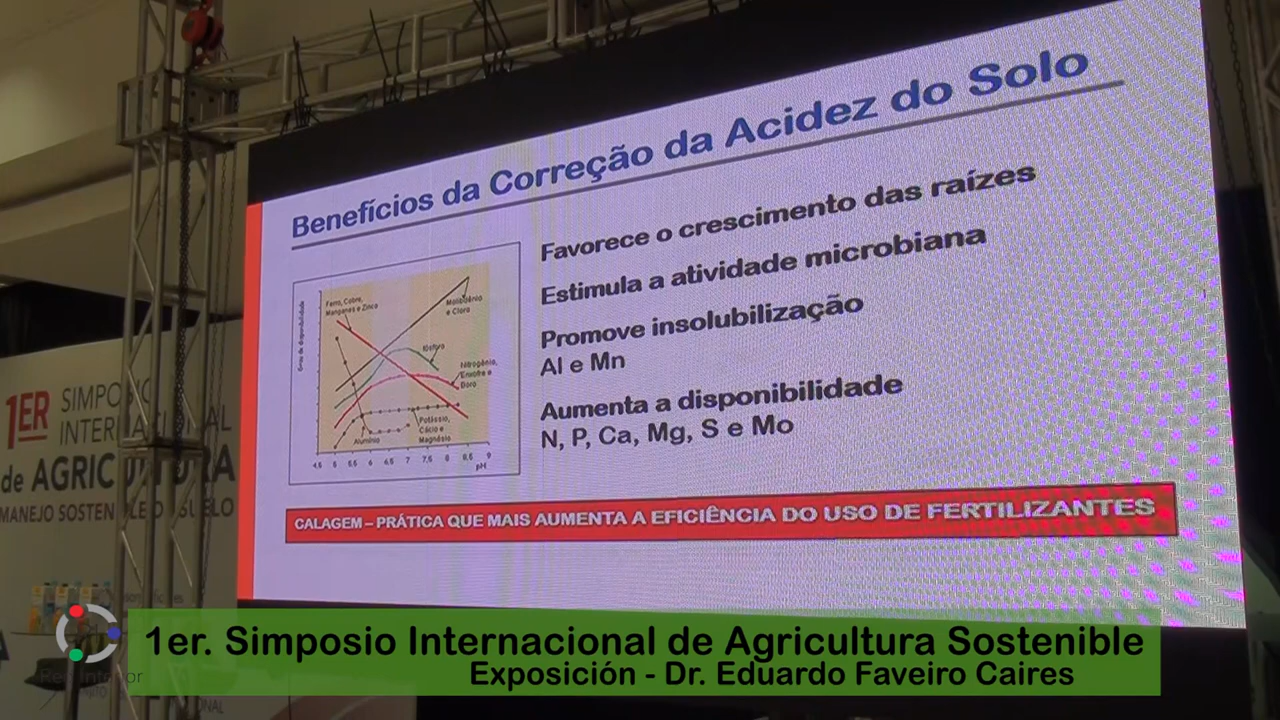 Benefícios da Correção da Acidez do Solo
Favorece o crescimento das raízes
Estimula a atividade microbiana
Promove insolubilização
Al e Mn
Aumenta a disponibilidade
N, P, Ca, Mg, S e Mo
Ferro, Cobre,
Manganes e Zinco
Molibdênio
e Cloro
Fósforo
Nitrogênio,
Enxofre e
Boro
Potássio,
Cálcio e
Magnésio
Alumínio
4,5 5 5,5 6 6,5 7 7,5 8 8,5 9
pH
CALAGEM – PRÁTICA QUE MAIS AUMENTA A EFICIÊNCIA DO USO DE FERTILIZANTES
1ER SIMPOSIO
INTERNACIONAL
de AGRICULTURA
MANEJO SOSTENIBLE DEL SUELO
1er. Simposio Internacional de Agricultura Sostenible
Exposición - Dr. Eduardo Faveiro Caires